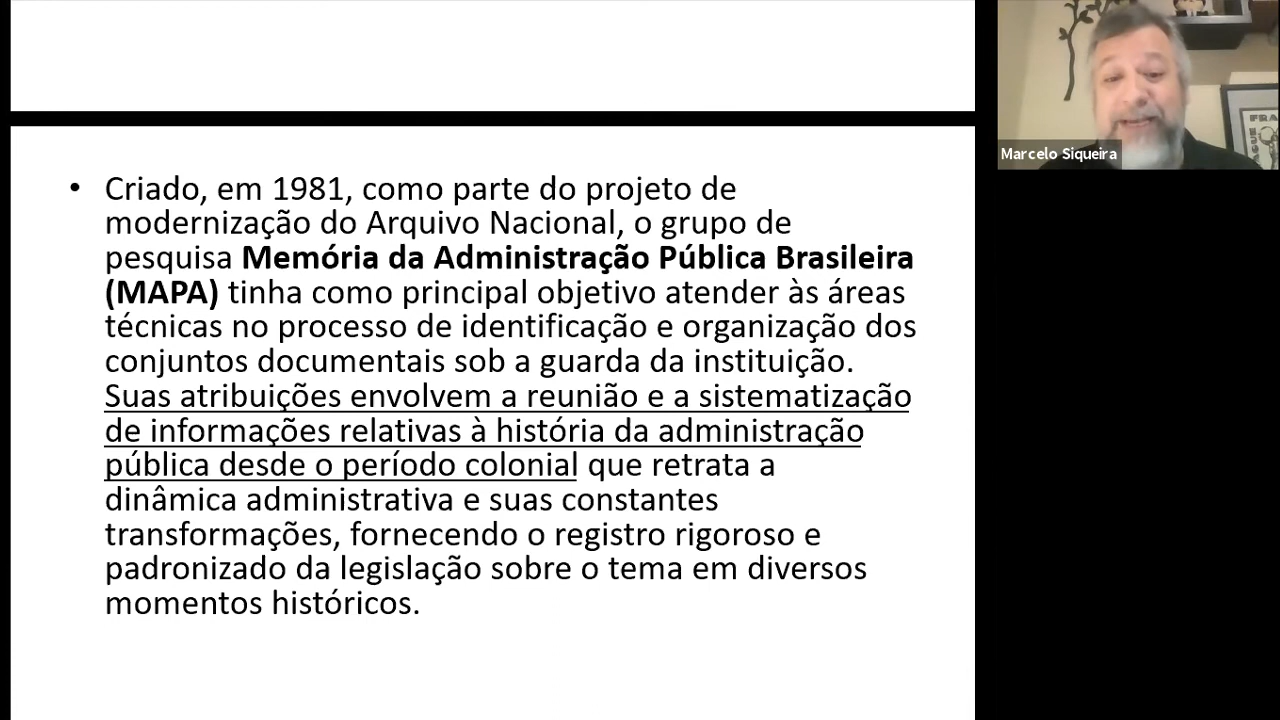 • Criado, em 1981, como parte do projeto de
modernização do Arquivo Nacional, o grupo de
pesquisa Memória da Administração Pública Brasileira
(MAPA) tinha como principal objetivo atender às áreas
técnicas no processo de identificação e organização dos
conjuntos documentais sob a guarda da instituição.
Suas atribuições envolvem a reunião e a sistematização
de informações relativas à história da administração
pública desde o período colonial que retrata a
dinâmica administrativa e suas constantes
transformações, fornecendo o registro rigoroso e
padronizado da legislação sobre o tema em diversos
momentos históricos.
Marcelo Siqueira